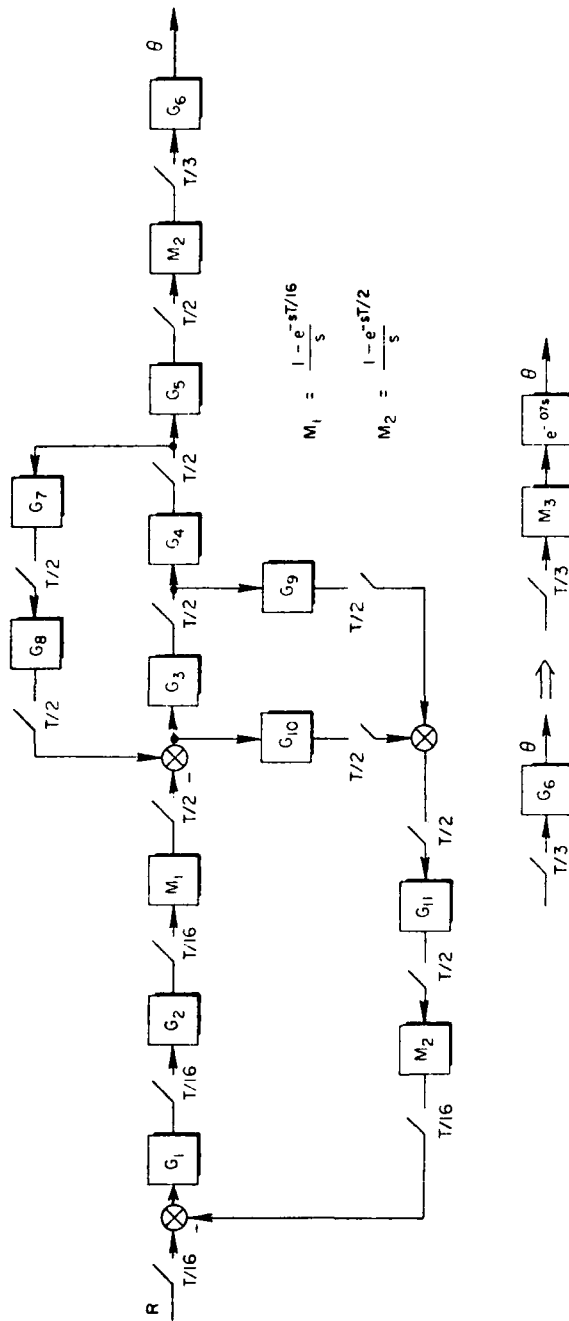 R
T/16
G1
T/16
G2
T/16
M1
T/2
-
G3
T/2
G4
T/2
G5
T/2
M2
T/3
G6
θ
G7
T/2
G8
T/2
G9
T/2
G10
T/2
T/2
G11
T/2
M2
T/16
-
M1 = 1 - e^-sT/16 / s
M2 = 1 - e^-sT/2 / s
T/3
G6
θ
⇒
T/3
M3
e^-.07s
θ